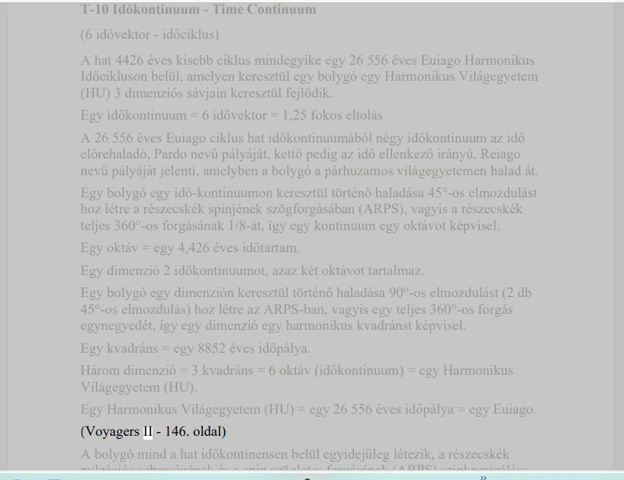 T-10 Időkontinuum - Time Continuum
(6 idővektor - időciklus)
A hat 4426 éves kisebb ciklus mindegyike egy 26 556 éves Euiago Harmonikus
Időcikluson belül, amelyen keresztül egy bolygó egy Harmonikus Világegyetem
(HU) 3 dimenziós sávjain keresztül fejlődik.
Egy időkontinuum = 6 idővektor = 1,25 fokos eltolás
A 26 556 éves Euiago ciklus hat időkontinuumából négy időkontinuum az idő
előrehaladó, Pardo nevű pályáját, kettő pedig az idő ellenkező irányú, Reiago
nevű pályáját jelenti, amelyben a bolygó a párhuzamos világegyetemen halad át.
Egy bolygó egy idő-kontinuumon keresztül történő haladása 45°-os elmozdulást
hoz létre a részecskék spinjének szögforgásában (ARPS), vagyis a részecskék
teljes 360°-os forgásának 1/8-át, így egy kontinuum egy oktávot képvisel.
Egy oktáv = egy 4,426 éves időtartam.
Egy dimenzió 2 időkontinuumot, azaz két oktávot tartalmaz.
Egy bolygó egy dimenzión keresztül történő haladása 90°-os elmozdulást (2 db
45°-os elmozdulás) hoz létre az ARPS-ban, vagyis egy teljes 360°-os forgás
egynegyedét, így egy dimenzió egy harmonikus kvadránst képvisel.
Egy kvadráns = egy 8852 éves időpálya.
Három dimenzió = 3 kvadráns = 6 oktáv (időkontinuum) = egy Harmonikus
Világegyetem (HU).
Egy Harmonikus Világegyetem (HU) = egy 26 556 éves időpálya = egy Euiago.
(Voyagers II - 146. oldal)
A bolygó mind a hat időkontinensen belül egyidejűleg létezik, a részecskék
pulzációs sebességének és a spin szögletes forgásának (ARPS) szinkronizálása